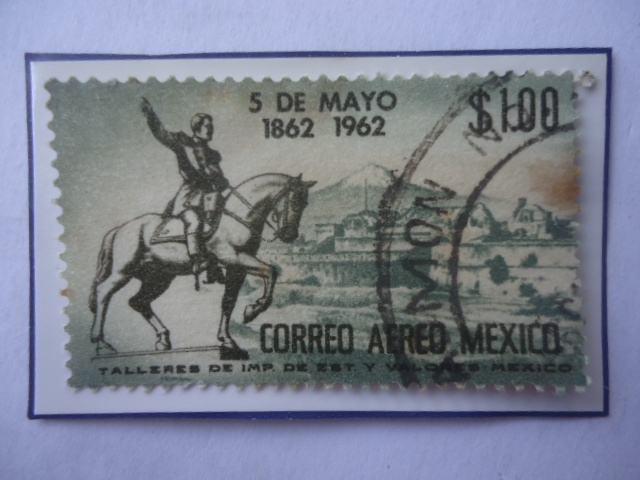 5 DE MAYO
1862 1962
$1.00
CORREO AEREO MEXICO
TALLERES DE IMP. DE EST. Y VALORES-MEXICO